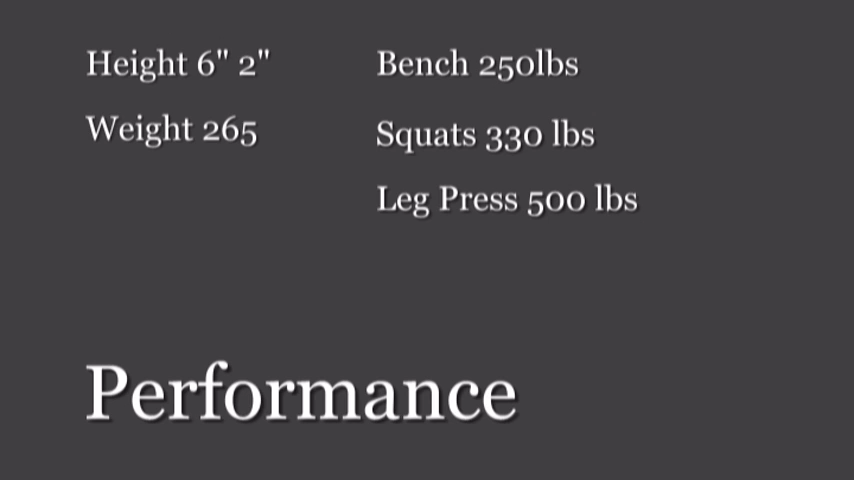 Height 6" 2"
Weight 265
Bench 250lbs
Squats 330 lbs
Leg Press 500 lbs
Performance